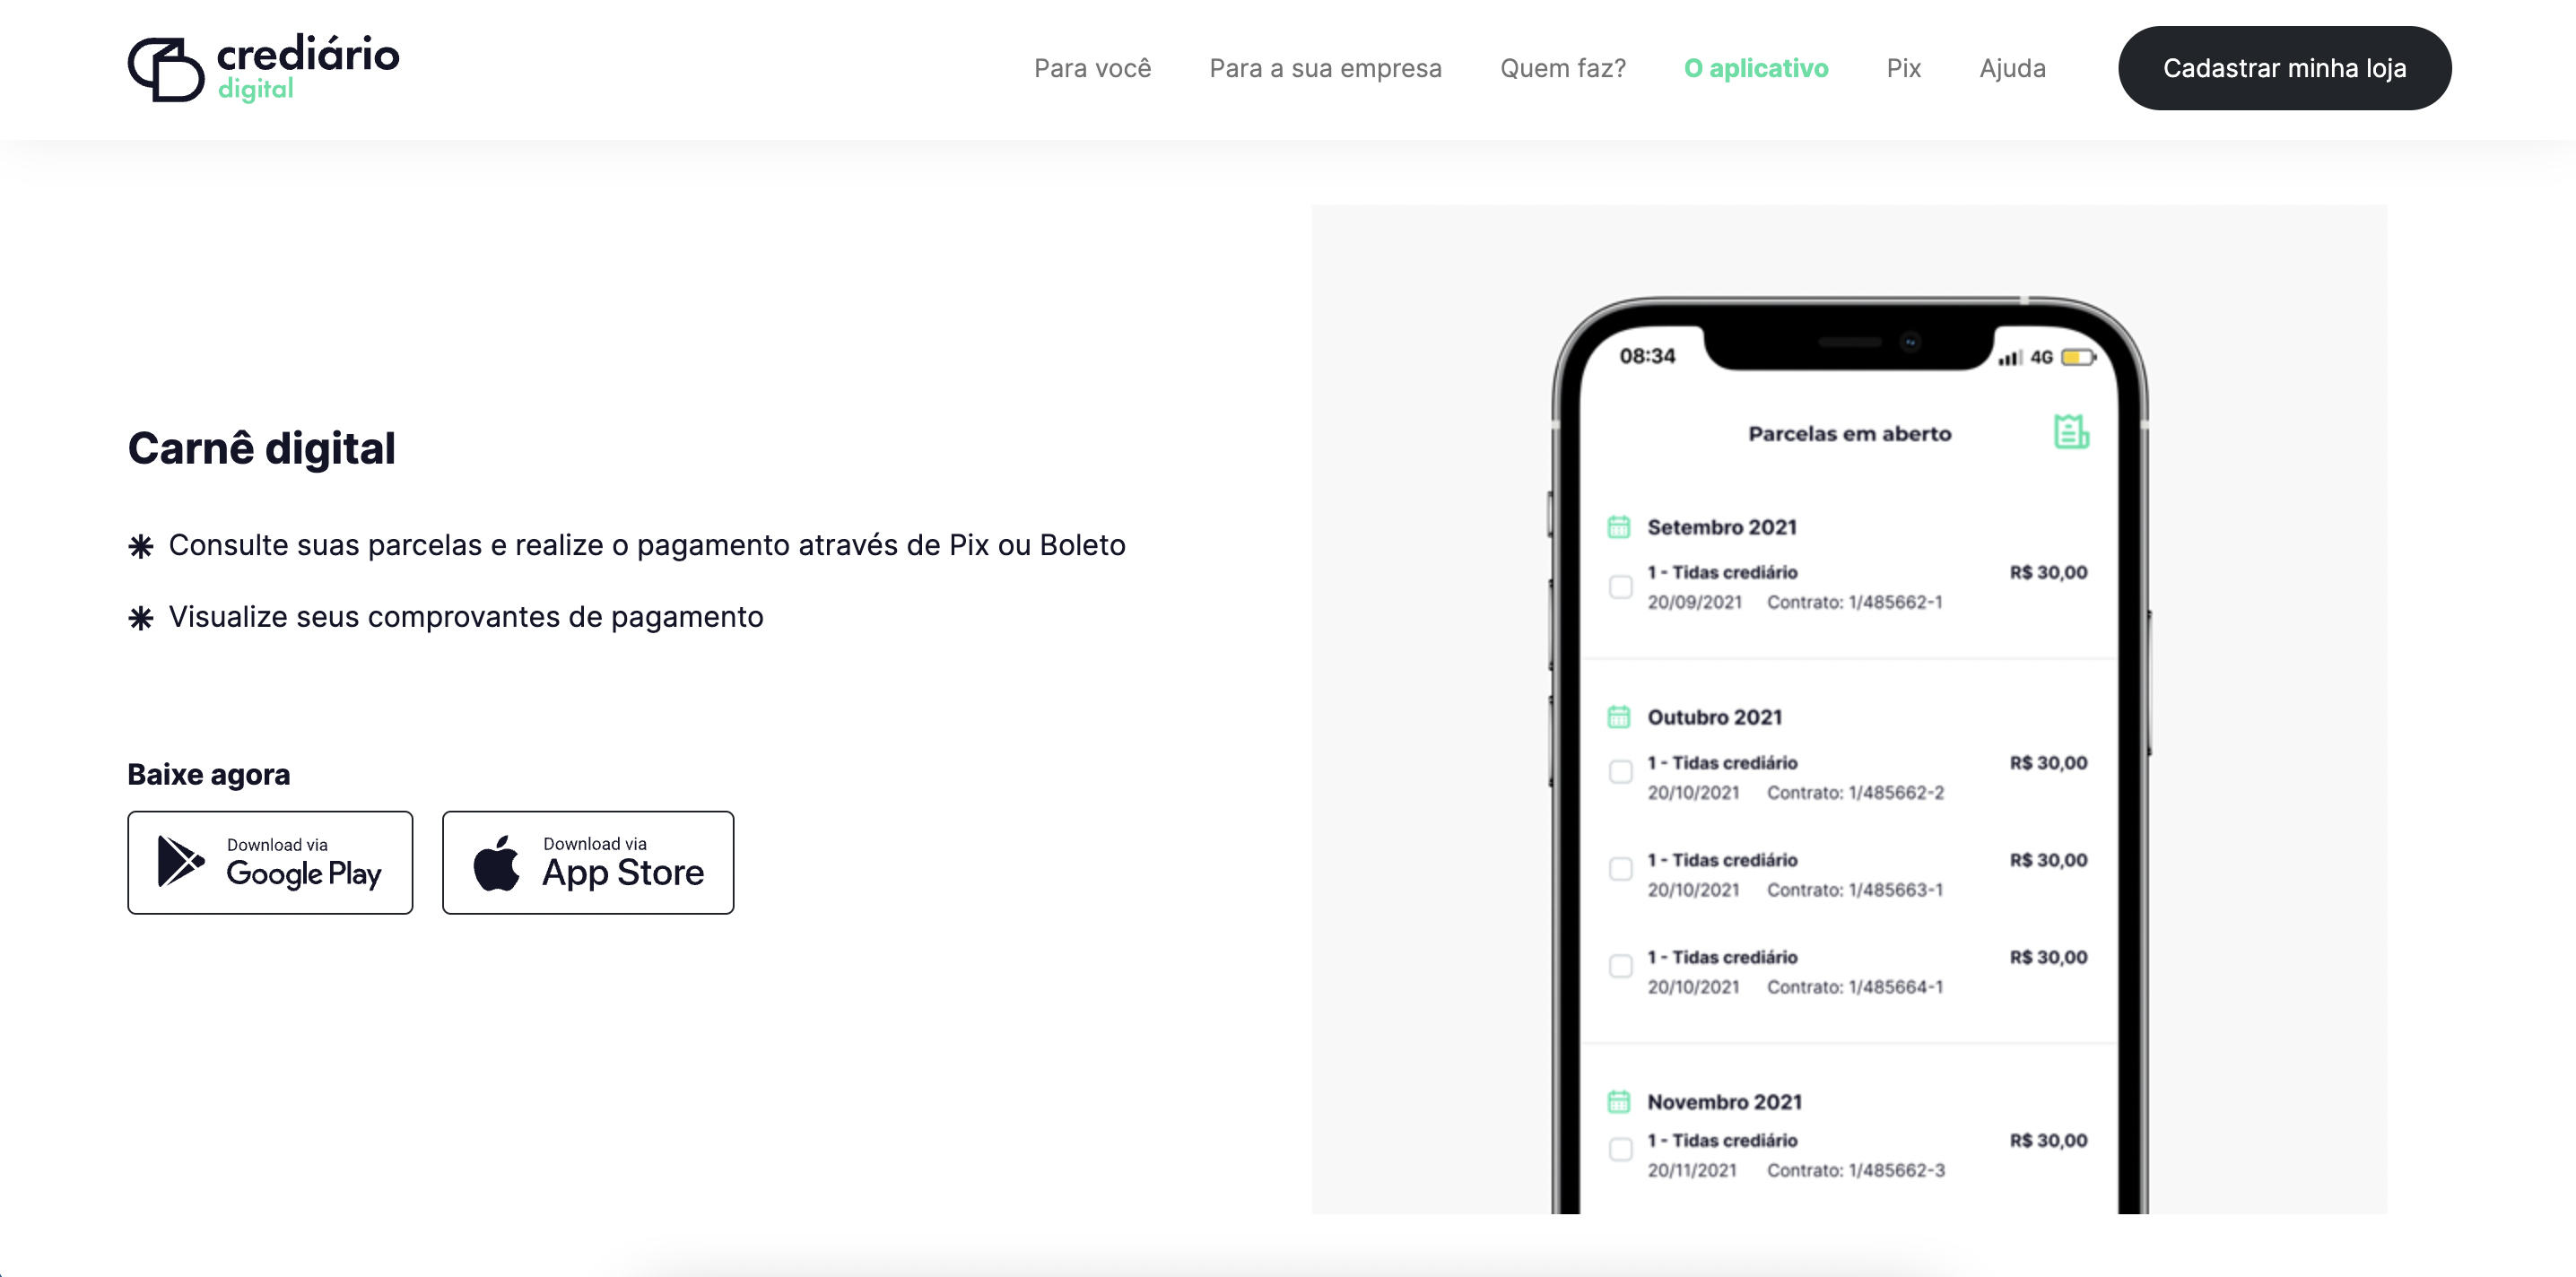 crediário
digital
Para você
Para a sua empresa
Quem faz?
O aplicativo
Pix
Ajuda
Cadastrar minha loja
Carnê digital
Consulte suas parcelas e realize o pagamento através de Pix ou Boleto
Visualize seus comprovantes de pagamento
Baixe agora
Download via
Google Play
Download via
App Store
08:34
4G
Parcelas em aberto
Setembro 2021
1 - Tidas crediário R$ 30,00
20/09/2021 Contrato: 1/485662-1
Outubro 2021
1 - Tidas crediário R$ 30,00
20/10/2021 Contrato: 1/485662-2
1 - Tidas crediário R$ 30,00
20/10/2021 Contrato: 1/485663-1
1 - Tidas crediário R$ 30,00
20/10/2021 Contrato: 1/485664-1
Novembro 2021
1 - Tidas crediário R$ 30,00
20/11/2021 Contrato: 1/485662-3